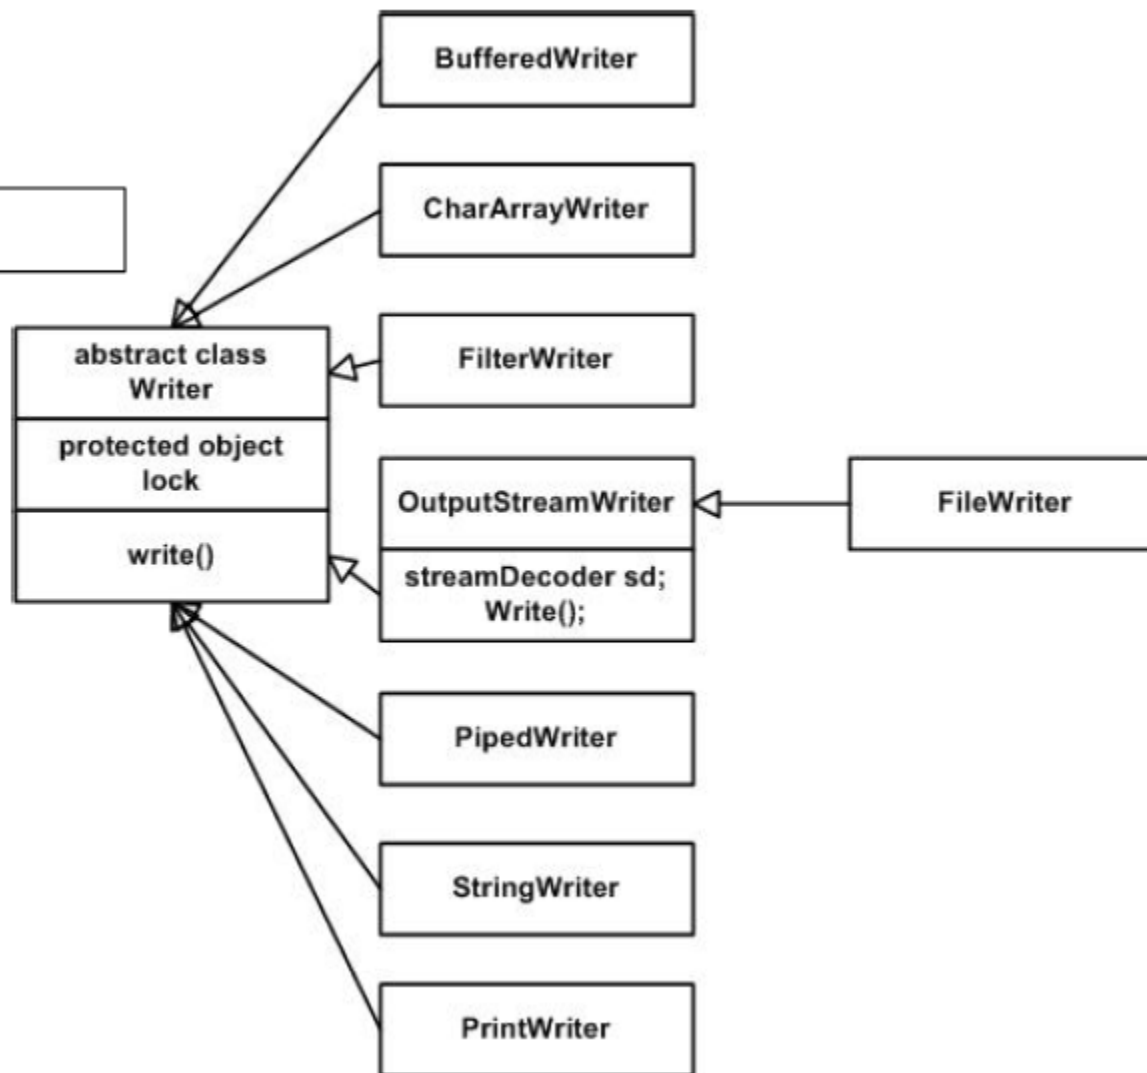 BufferedWriter
CharArrayWriter
abstract class
Writer
protected object
lock
write()
FilterWriter
OutputStreamWriter
streamDecoder sd;
Write();
FileWriter
PipedWriter
StringWriter
PrintWriter